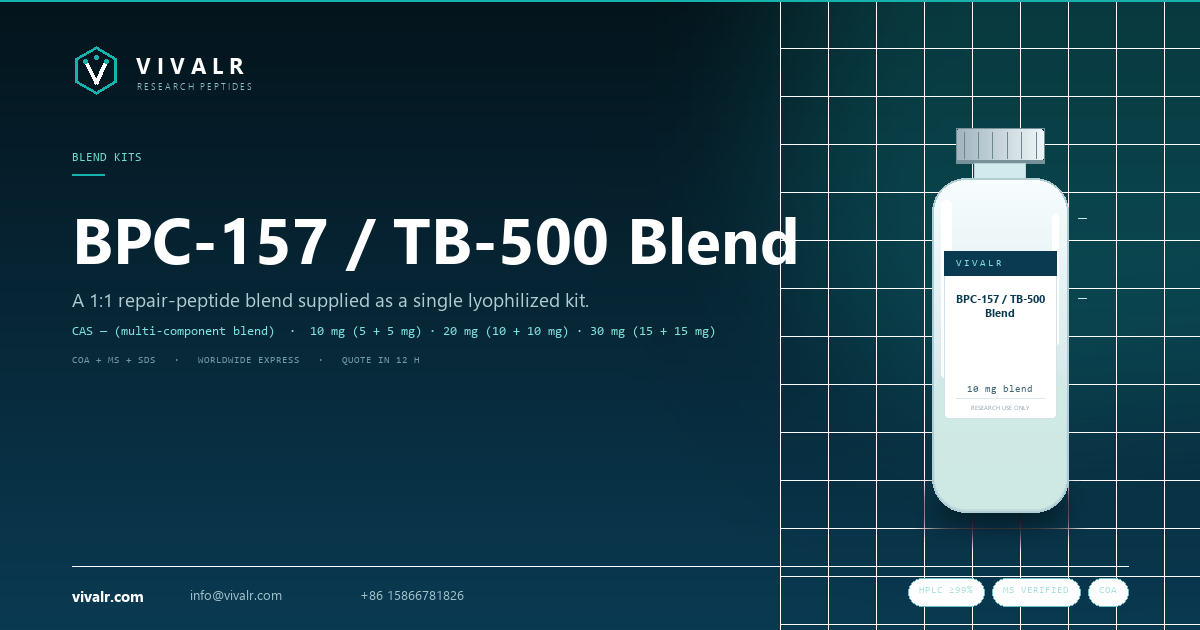 VIVALR
RESEARCH PEPTIDES
BLEND KITS
BPC-157 / TB-500 Blend
A 1:1 repair-peptide blend supplied as a single lyophilized kit.
CAS — (multi-component blend) · 10 mg (5 + 5 mg) · 20 mg (10 + 10 mg) · 30 mg (15 + 15 mg)
COA + MS + SDS · WORLDWIDE EXPRESS · QUOTE IN 12 H
VIVALR
BPC-157 / TB-500
Blend
10 mg blend
RESEARCH USE ONLY
vivalr.com info@vivalr.com +86 15866781826
HPLC ≥99% MS VERIFIED COA